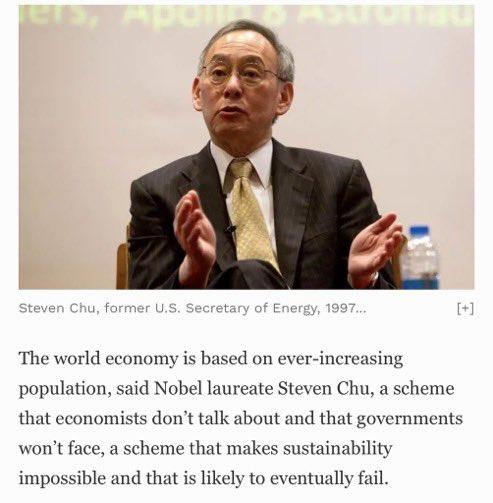 ers, Apollo 8 Astronau
Steven Chu, former U.S. Secretary of Energy, 1997...
[+]
The world economy is based on ever-increasing
population, said Nobel laureate Steven Chu, a scheme
that economists don’t talk about and that governments
won’t face, a scheme that makes sustainability
impossible and that is likely to eventually fail.